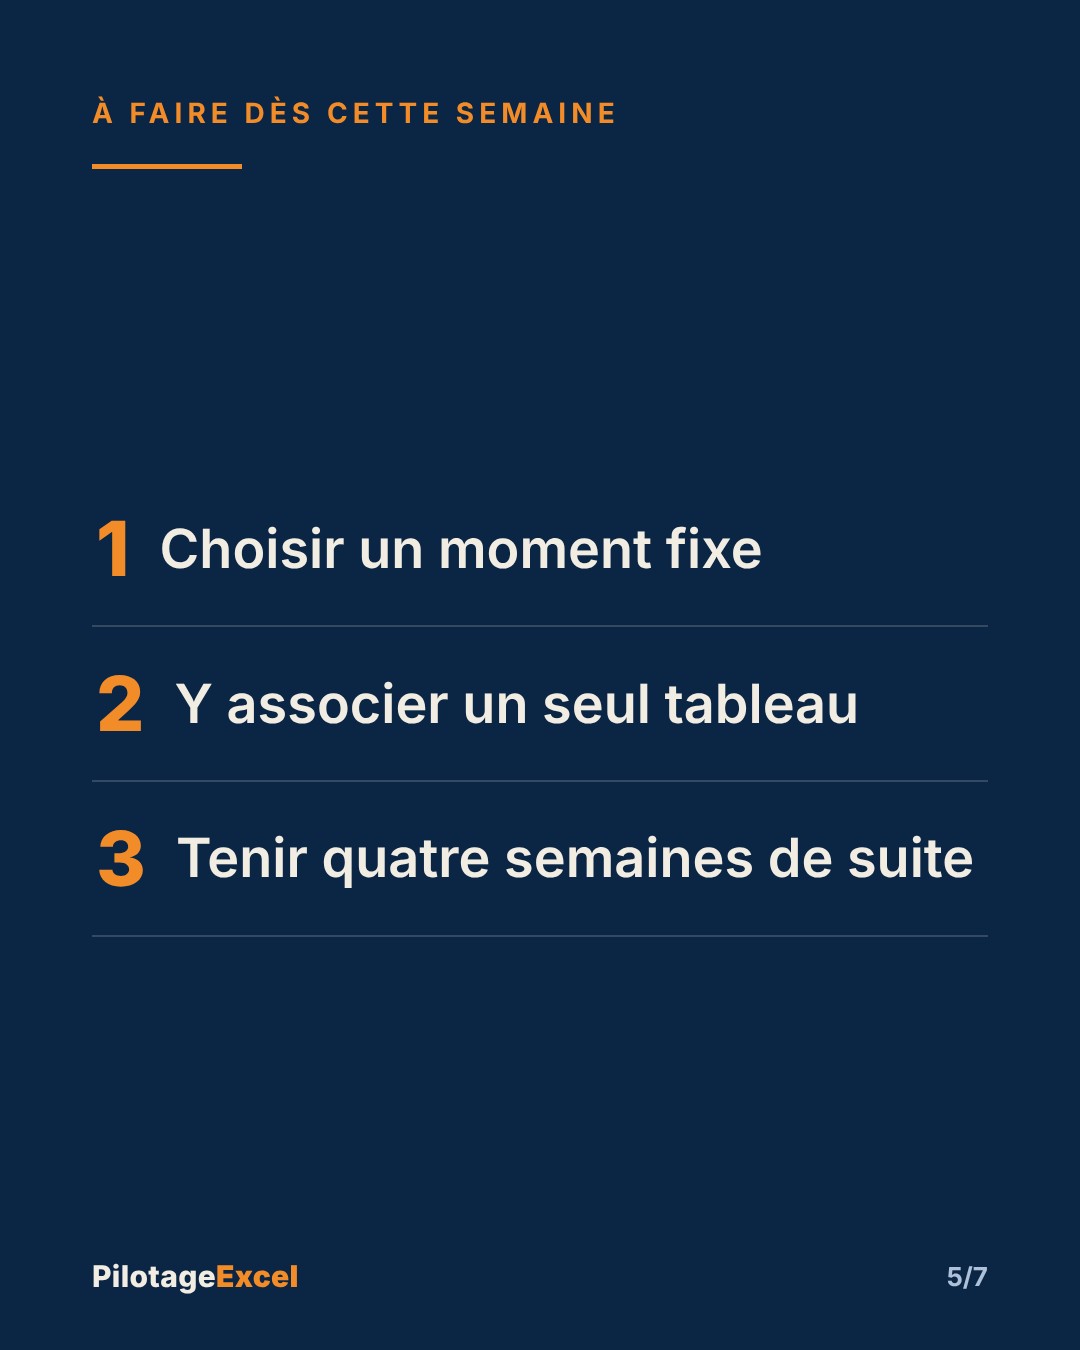 À FAIRE DÈS CETTE SEMAINE
1 Choisir un moment fixe
2 Y associer un seul tableau
3 Tenir quatre semaines de suite
PilotageExcel
5/7